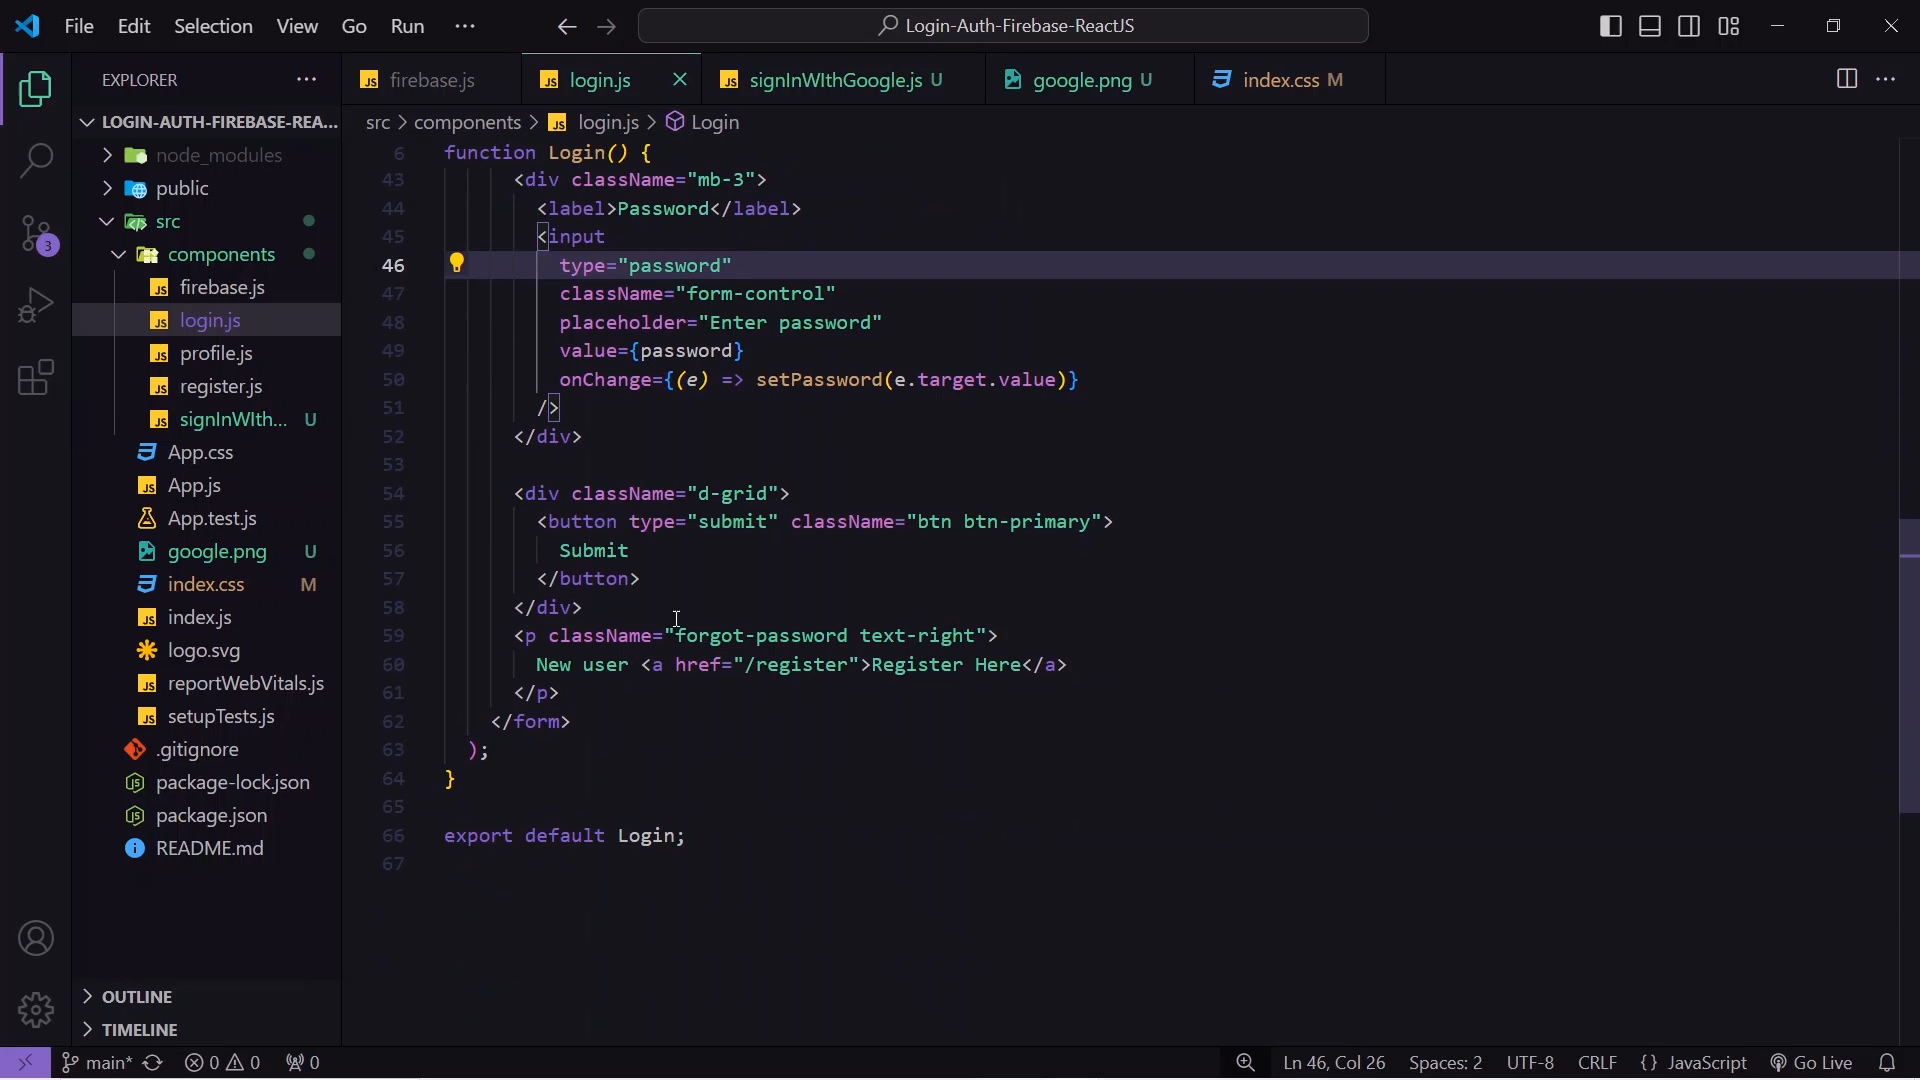 File Edit Selection View Go Run ··· Login-Auth-Firebase-ReactJS
EXPLORER ···
firebase.js login.js signInWIthGoogle.js U google.png U index.css M
LOGIN-AUTH-FIREBASE-REA...
node_modules
public
src
components
firebase.js
login.js
profile.js
register.js
signInWIth... U
App.css
App.js
App.test.js
google.png U
index.css M
index.js
logo.svg
reportWebVitals.js
setupTests.js
.gitignore
package-lock.json
package.json
README.md
OUTLINE
TIMELINE
3
src > components > login.js > Login
6 function Login() {
43 <div className="mb-3">
44 <label>Password</label>
45 <input
46 type="password"
47 className="form-control"
48 placeholder="Enter password"
49 value={password}
50 onChange={(e) => setPassword(e.target.value)}
51 />
52 </div>
53
54 <div className="d-grid">
55 <button type="submit" className="btn btn-primary">
56 Submit
57 </button>
58 </div>
59 <p className="forgot-password text-right">
60 New user <a href="/register">Register Here</a>
61 </p>
62 </form>
63 );
64 }
65
66 export default Login;
67
main* 0 0 0 Ln 46, Col 26 Spaces: 2 UTF-8 CRLF {} JavaScript Go Live